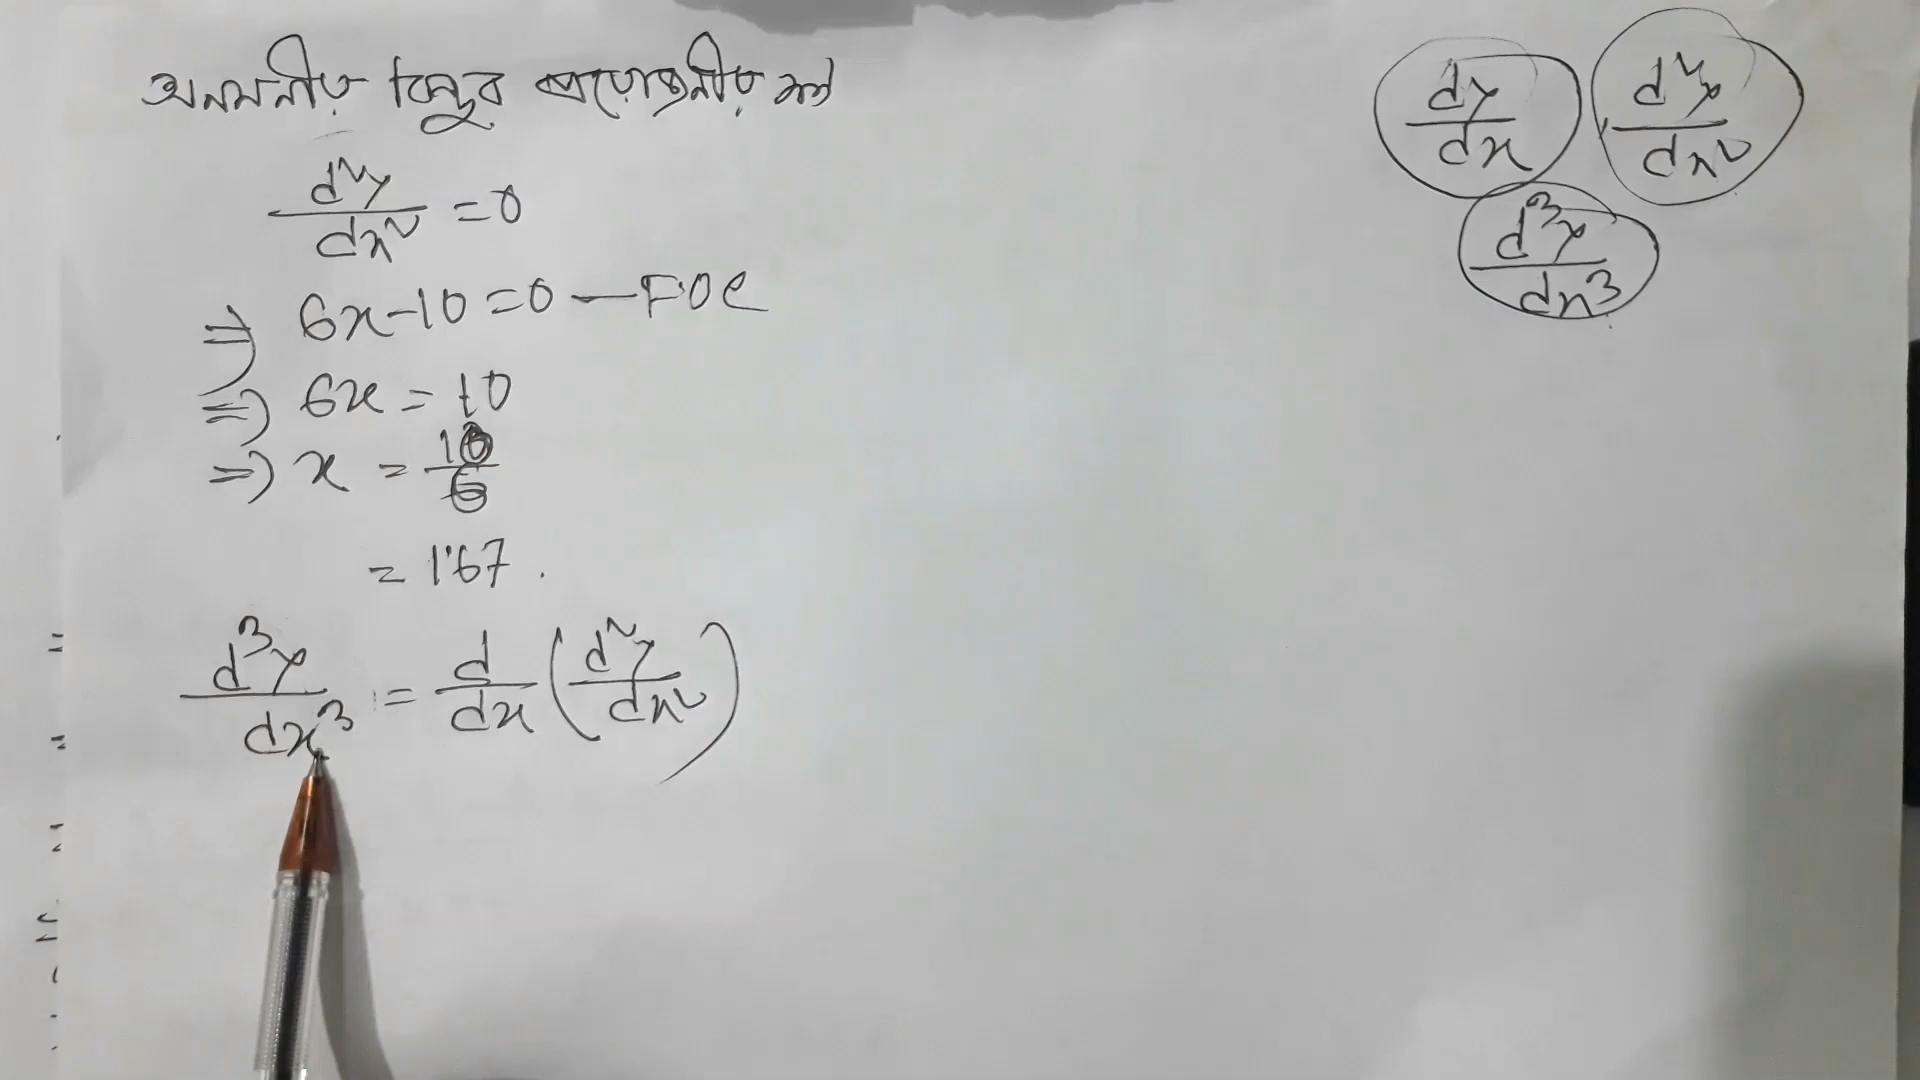 অনমনীয় বিন্দুর প্রয়োজনীয় শর্ত
d²y/dx² = 0
⇒ 6x-10=0 — FOC
⇒ 6x = 10
⇒ x = 10/6
= 1.67 .
d³y/dx³ = d/dx (d²y/dx²)
dy/dx
d²y/dx²
d³y/dx³